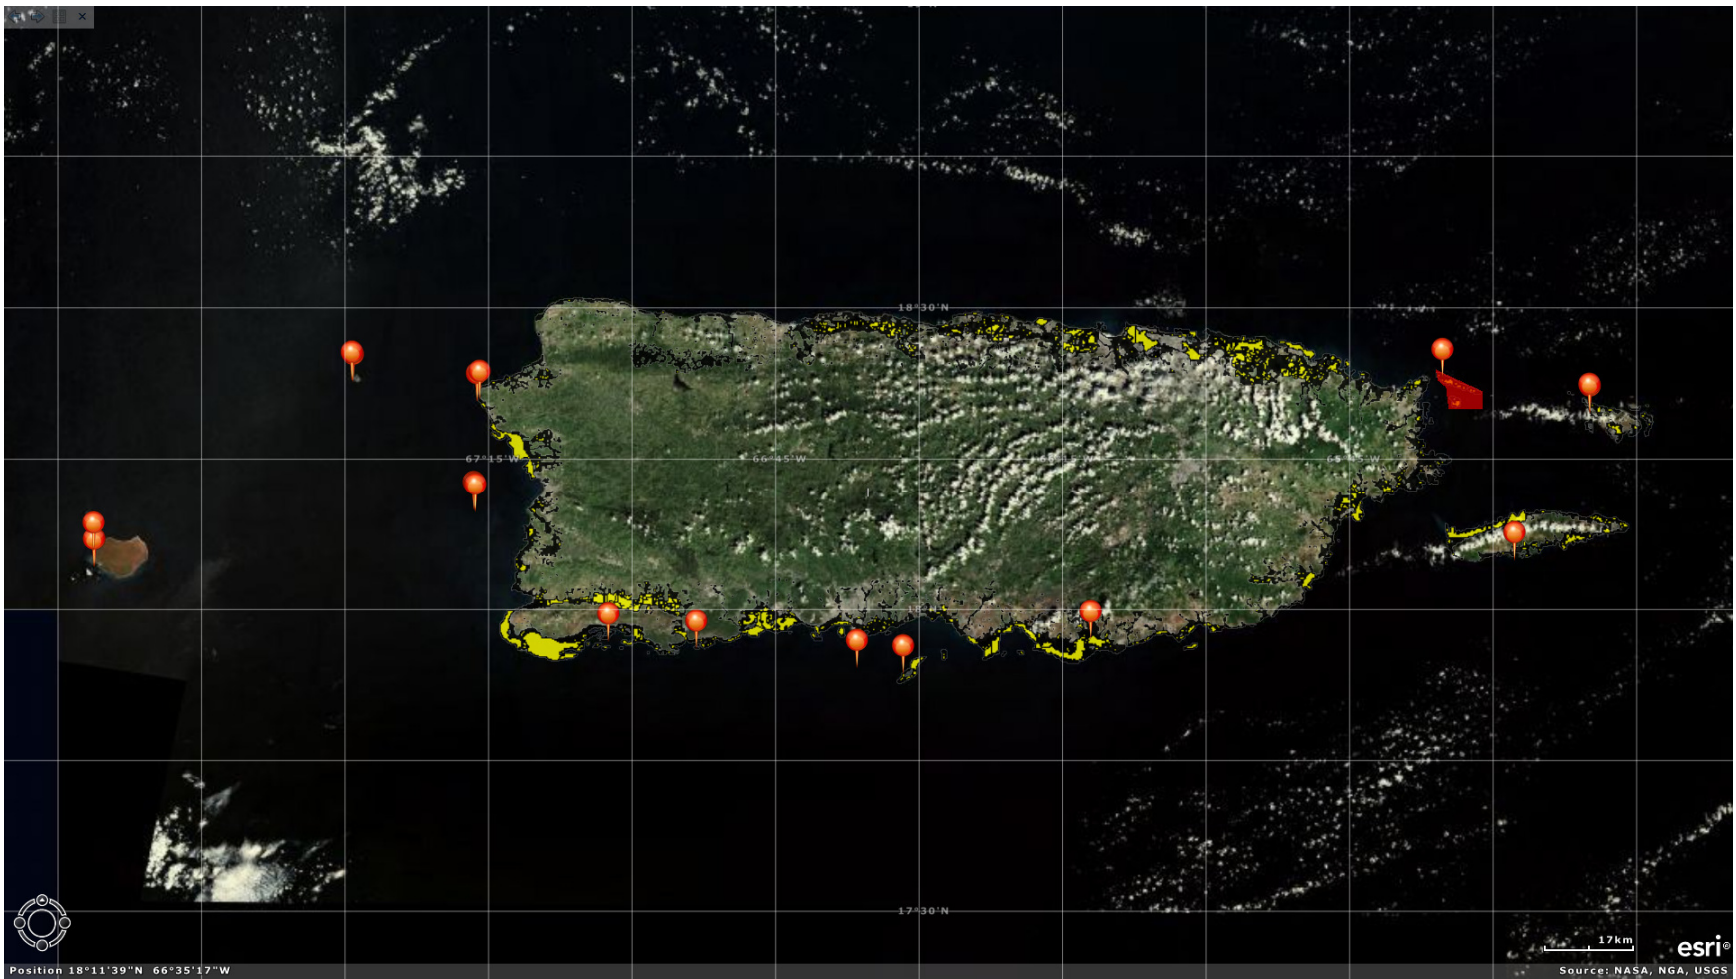 18°30'N
67°15'W
66°45'W
17°30'N
17km
esri
Position 18°11'39"N 66°35'17"W
Source: NASA, NGA, USGS